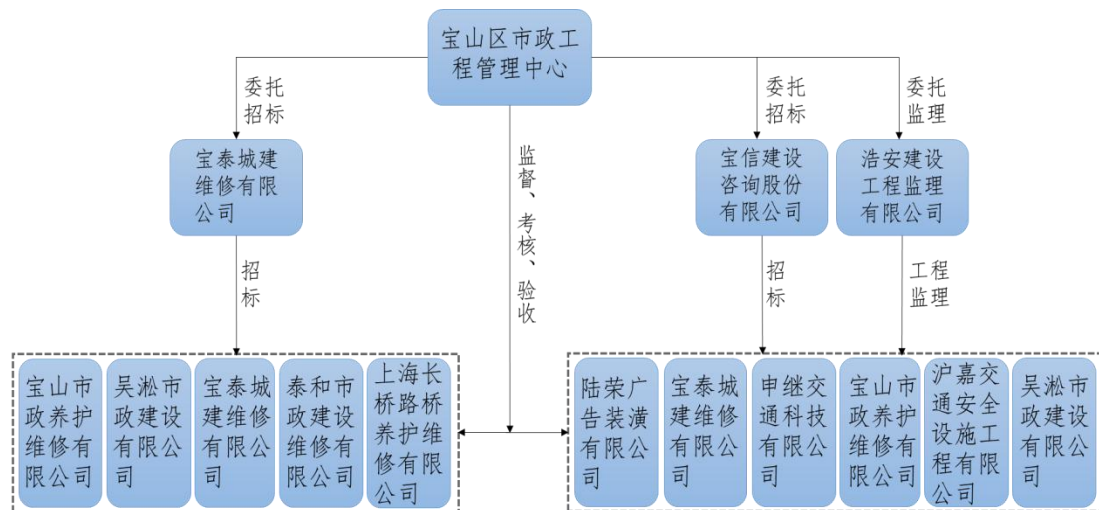 宝山区市政工
程管理中心
委托
招标
委托
招标
委托
监理
宝泰城建
维修有限
公司
监督、考核、验收
宝信建设
咨询股份
有限公司
浩安建设
工程监理
有限公司
招
标
招
标
工程
监理
宝山市
政养护
维修有
限公司
吴淞市
政建设
有限公
司
宝泰城
建维修
有限公
司
泰和市
政建设
维修有
限公司
上海长
桥路桥
养护维
修有限
公司
陆荣广
告装潢
有限公
司
宝泰城
建维修
有限公
司
申继交
通科技
有限公
司
宝山市
政养护
维修有
限公司
沪嘉交
通安全
设施工
程有限
公司
吴淞市
政建设
有限公
司